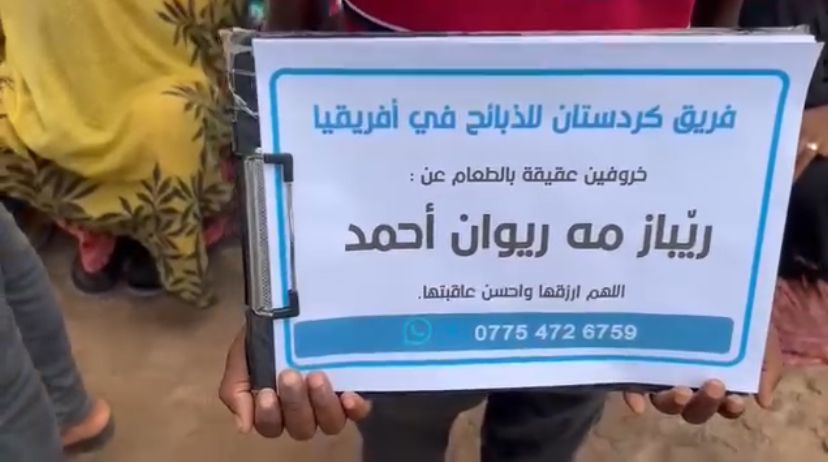 فريق كردستان للذبائح في أفريقيا
خروفين عقيقة بالطعام عن :
ريّباز مه ريوان أحمد
اللهم ارزقها واحسن عاقبتها.
0775 472 6759